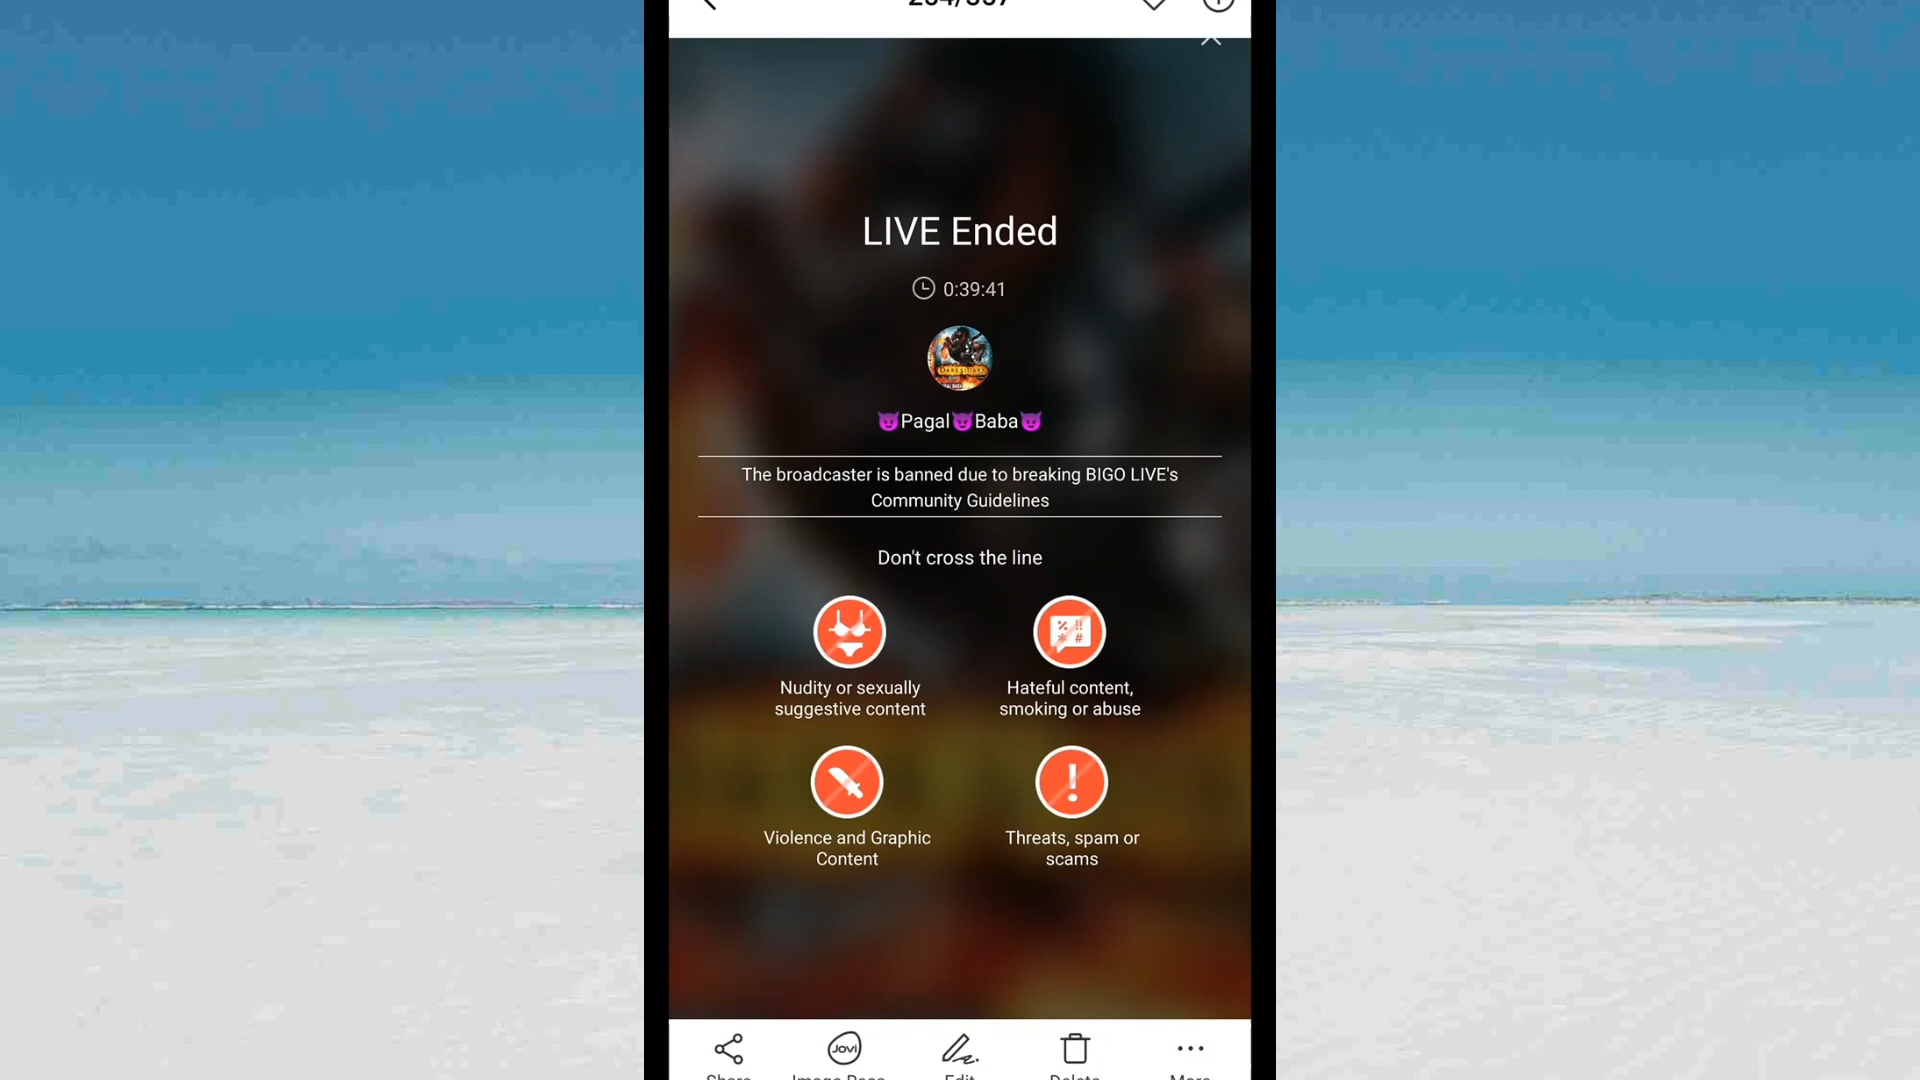 LIVE Ended
0:39:41
😈Pagal😈Baba😈
The broadcaster is banned due to breaking BIGO LIVE's
Community Guidelines
Don't cross the line
Nudity or sexually
suggestive content
Hateful content,
smoking or abuse
Violence and Graphic
Content
Threats, spam or
scams
Jovi
Share
Edit
Delete
More